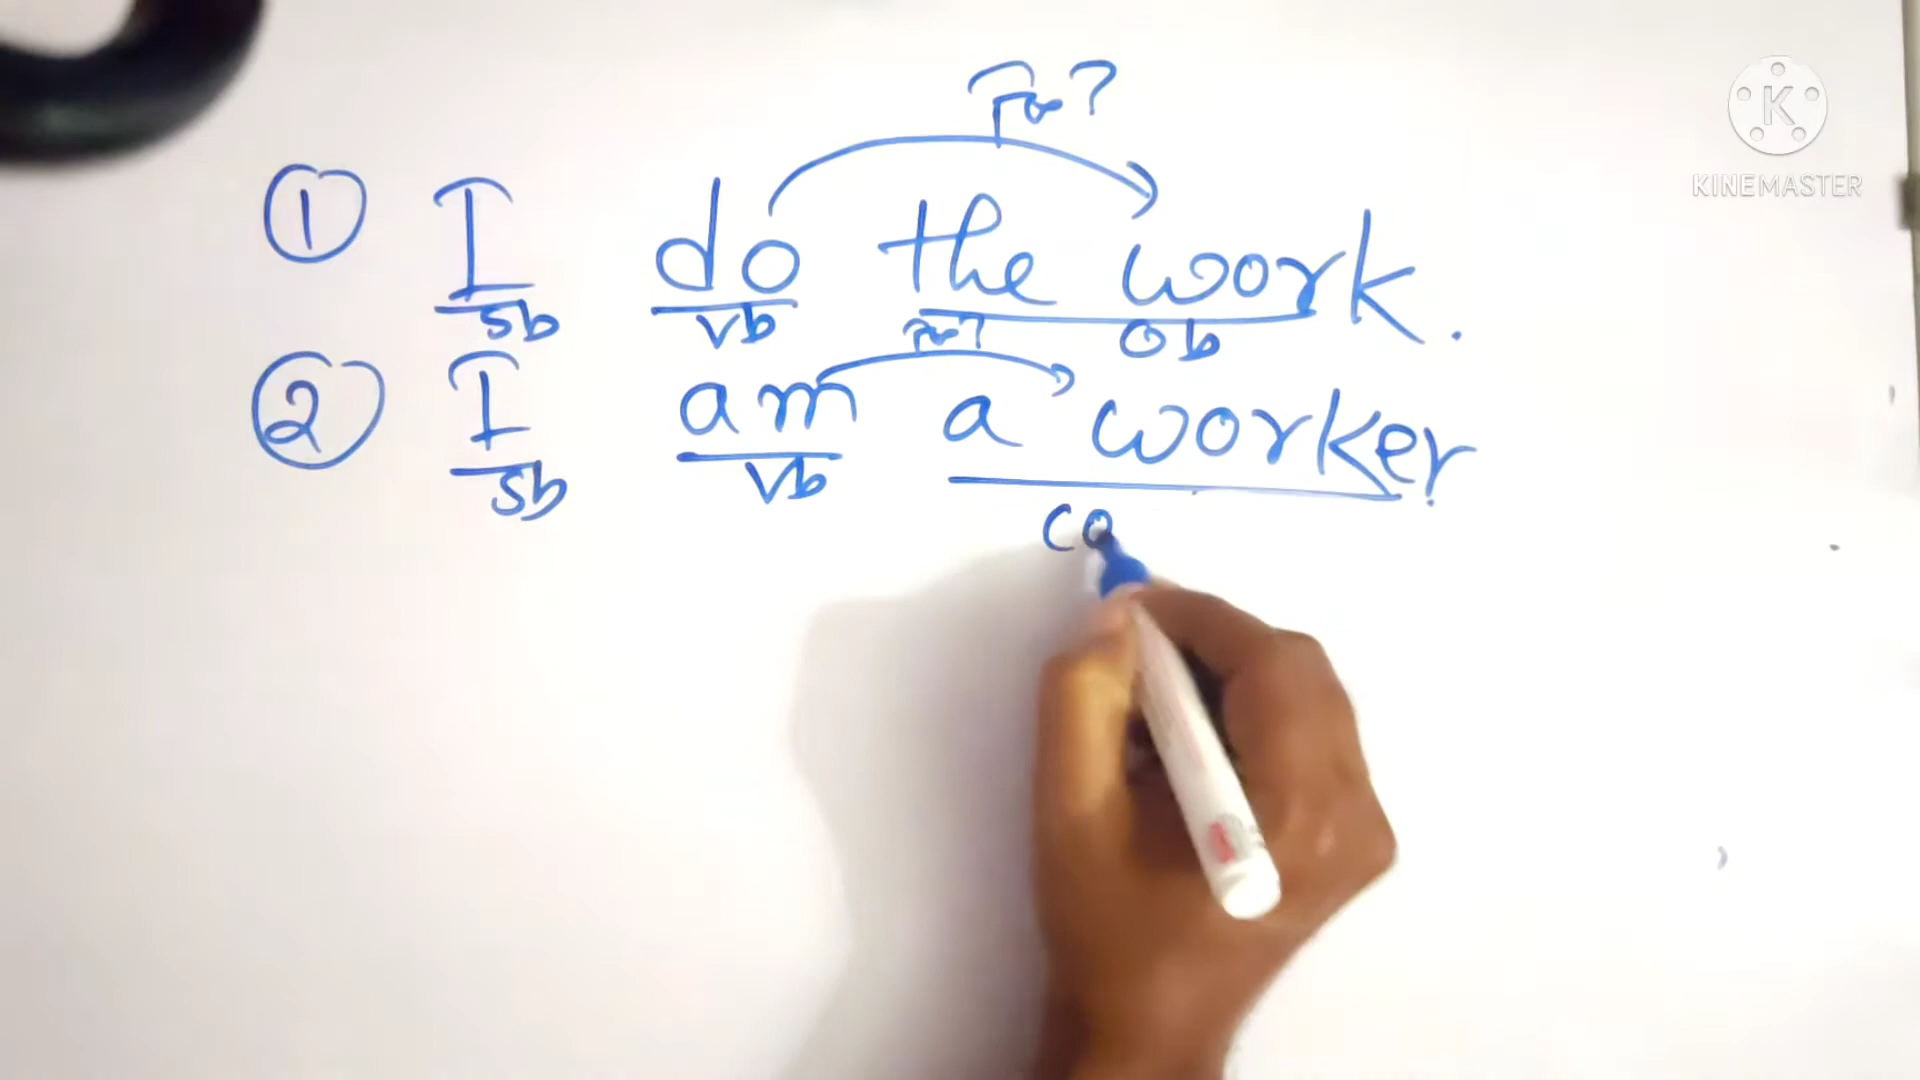 ① I do the work.
sb vb ob
② I am a worker
sb vb co
KINEMASTER